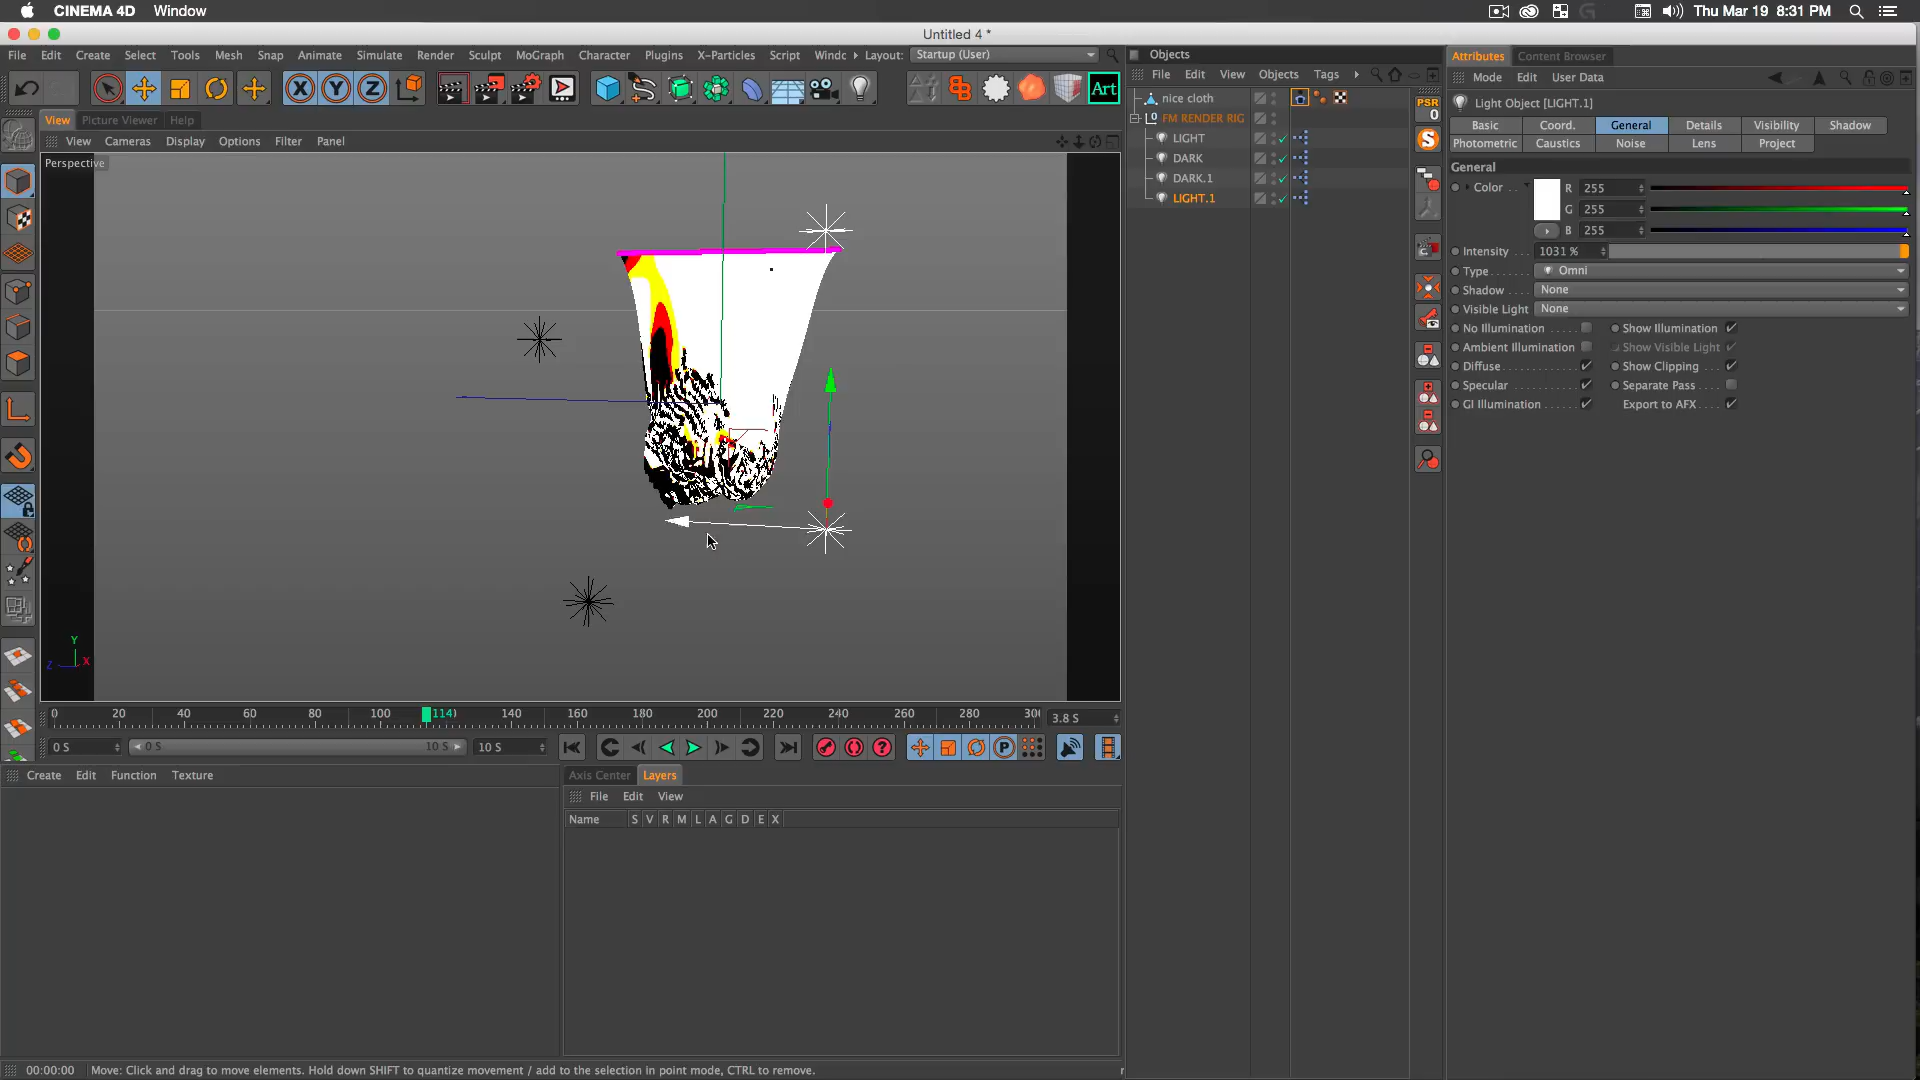 CINEMA 4D Window
Thu Mar 19 8:31 PM
Untitled 4 *
File Edit Create Select Tools Mesh Snap Animate Simulate Render Sculpt MoGraph Character Plugins X-Particles Script Windc Layout: Startup (User)
X Y Z
Art
View Picture Viewer Help
View Cameras Display Options Filter Panel
Perspective
Y
Z X
0 20 40 60 80 100 114 140 160 180 200 220 240 260 280 30
3.8 S
0 S
0 S 10 S
10 S
P
Create Edit Function Texture
Axis Center Layers
File Edit View
Name S V R M L A G D E X
00:00:00 Move: Click and drag to move elements. Hold down SHIFT to quantize movement / add to the selection in point mode, CTRL to remove.
Objects
File Edit View Objects Tags
nice cloth
FM RENDER RIG
LIGHT
DARK
DARK.1
LIGHT.1
PSR
0
S
Attributes Content Browser
Mode Edit User Data
Light Object [LIGHT.1]
Basic Coord. General Details Visibility Shadow
Photometric Caustics Noise Lens Project
General
Color R 255
G 255
B 255
Intensity 1031 %
Type Omni
Shadow None
Visible Light None
No Illumination Show Illumination
Ambient Illumination Show Visible Light
Diffuse Show Clipping
Specular Separate Pass
GI Illumination Export to AFX